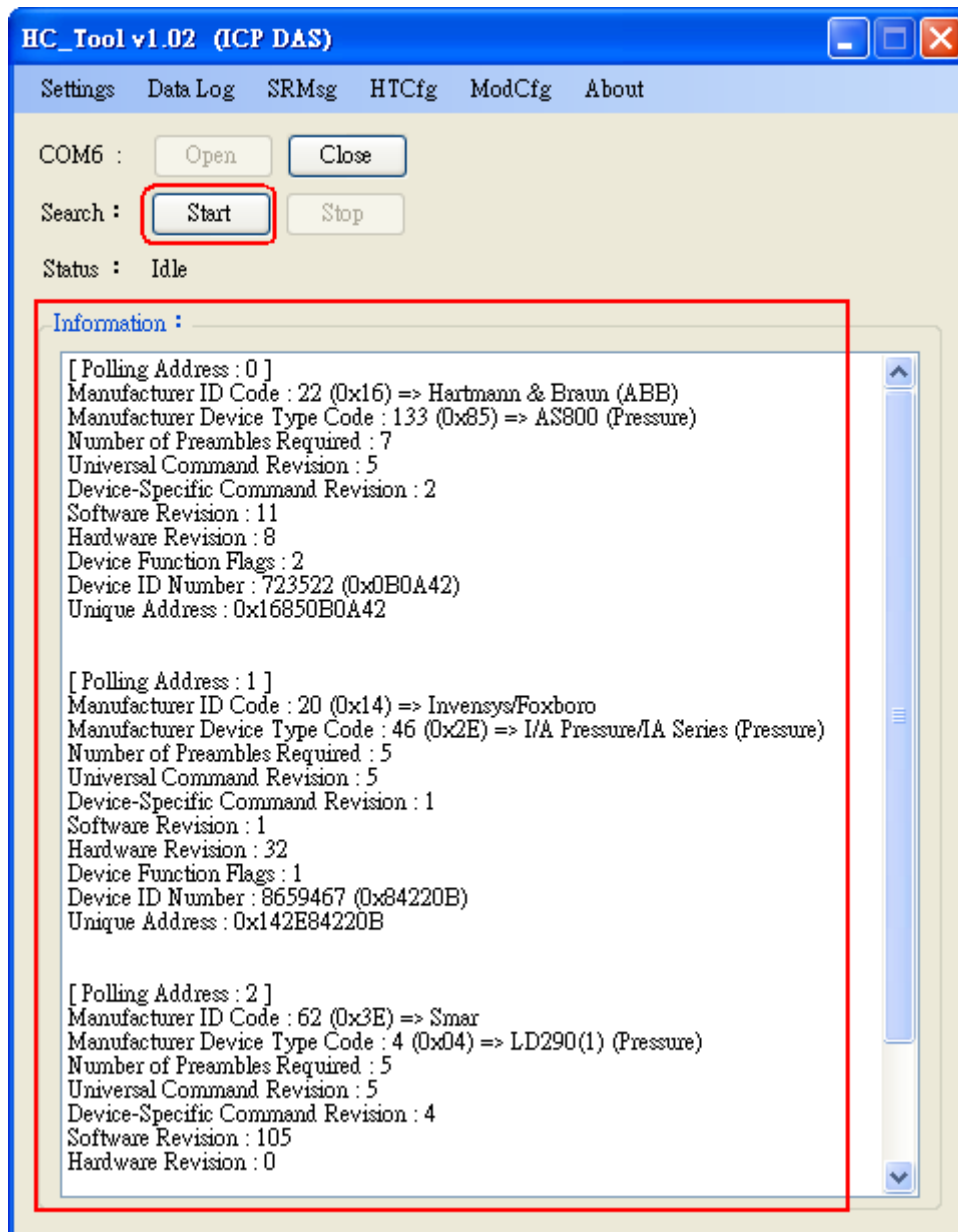 HC_Tool v1.02 (ICP DAS)
Settings Data Log SRMsg HTCfg ModCfg About
COM6 : Open Close
Search : Start Stop
Status : Idle
Information :
[ Polling Address : 0 ]
Manufacturer ID Code : 22 (0x16) => Hartmann & Braun (ABB)
Manufacturer Device Type Code : 133 (0x85) => AS800 (Pressure)
Number of Preambles Required : 7
Universal Command Revision : 5
Device-Specific Command Revision : 2
Software Revision : 11
Hardware Revision : 8
Device Function Flags : 2
Device ID Number : 723522 (0x0B0A42)
Unique Address : 0x16850B0A42
[ Polling Address : 1 ]
Manufacturer ID Code : 20 (0x14) => Invensys/Foxboro
Manufacturer Device Type Code : 46 (0x2E) => I/A Pressure/IA Series (Pressure)
Number of Preambles Required : 5
Universal Command Revision : 5
Device-Specific Command Revision : 1
Software Revision : 1
Hardware Revision : 32
Device Function Flags : 1
Device ID Number : 8659467 (0x84220B)
Unique Address : 0x142E84220B
[ Polling Address : 2 ]
Manufacturer ID Code : 62 (0x3E) => Smar
Manufacturer Device Type Code : 4 (0x04) => LD290(1) (Pressure)
Number of Preambles Required : 5
Universal Command Revision : 5
Device-Specific Command Revision : 4
Software Revision : 105
Hardware Revision : 0